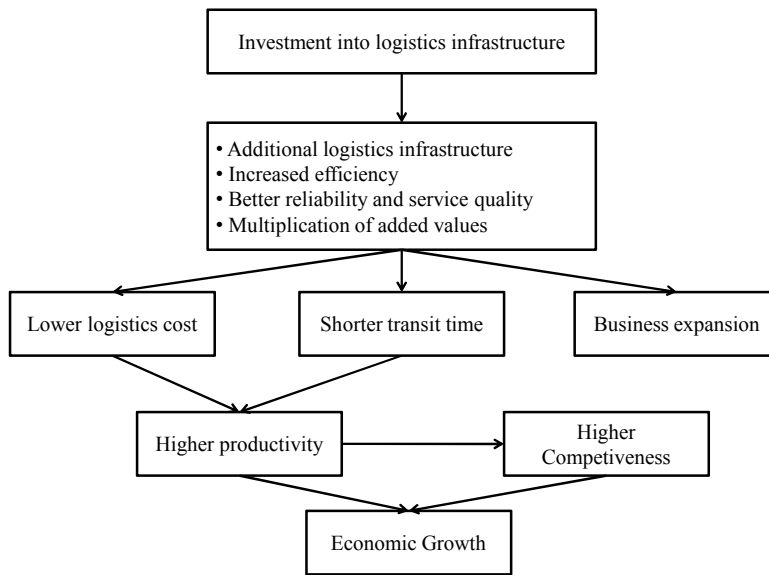 Investment into logistics infrastructure
• Additional logistics infrastructure
• Increased efficiency
• Better reliability and service quality
• Multiplication of added values
Lower logistics cost
Shorter transit time
Business expansion
Higher productivity
Higher
Competiveness
Economic Growth